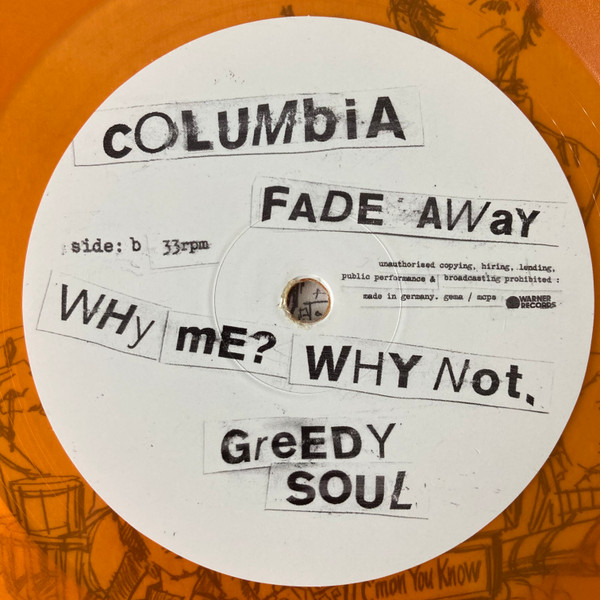 cOLUMbiA
FADE AWaY
side: b 33rpm
unauthorised copying, hiring, lending,
public performance & broadcasting prohibited :
made in germany. gema / mcps WARNER RECORDS
WHy mE? WHY Not.
GreEDY
SOUL
C'mon You Know